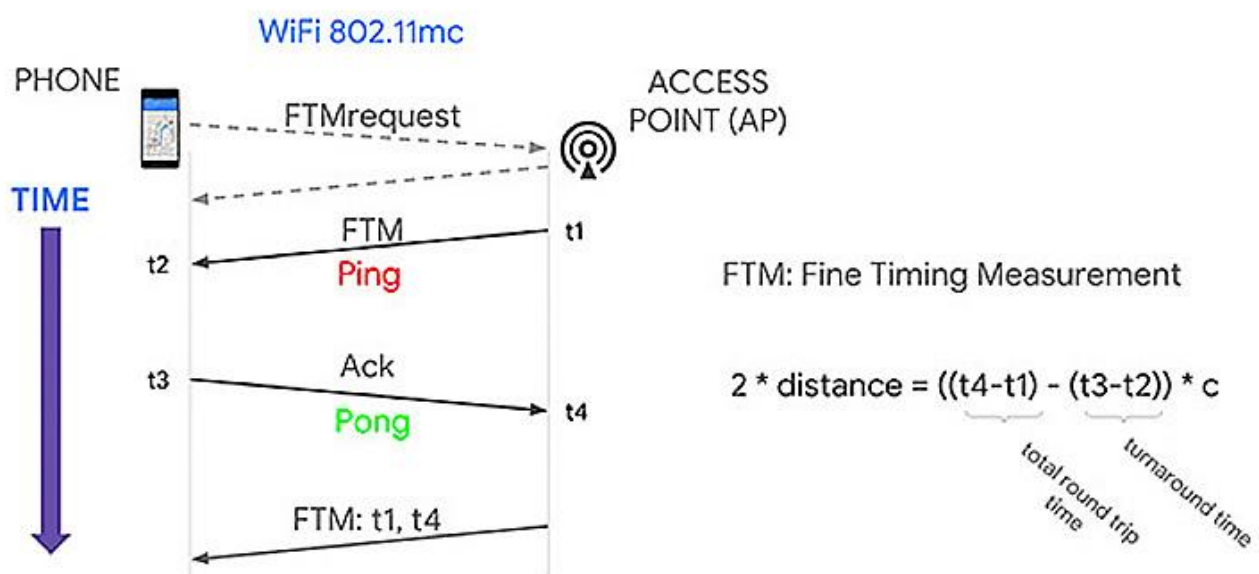 WiFi 802.11mc
PHONE
ACCESS
POINT (AP)
FTMrequest
TIME
FTM
t1
t2
Ping
FTM: Fine Timing Measurement
Ack
t3
t4
Pong
2 * distance = ((t4-t1) - (t3-t2)) * c
total round trip
time
turnaround time
FTM: t1, t4